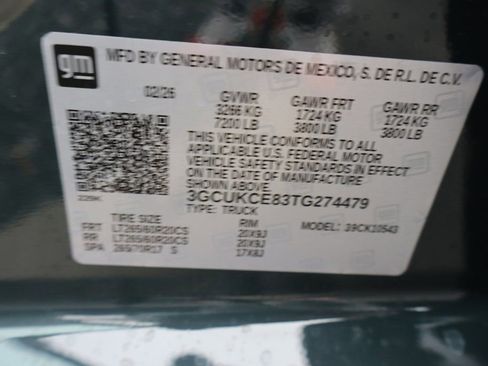 gm
MFD BY GENERAL MOTORS DE MEXICO, S. DE R.L. DE C.V.
02/26 GVWR GAWR FRT GAWR RR
3266 KG 1724 KG 1724 KG
7200 LB 3800 LB 3800 LB
THIS VEHICLE CONFORMS TO ALL
APPLICABLE U.S. FEDERAL MOTOR
VEHICLE SAFETY STANDARDS IN EFFECT
ON THE DATE OF MANUFACTURE
SHOWN ABOVE.
3GCUKCE83TG274479
TYPE: TRUCK MODEL: 39CK10543
TIRE SIZE RIM
FRT LT265/60R20CS 20X9J
RR LT265/60R20CS 20X9J
SPA 265/70R17 S 17X8J